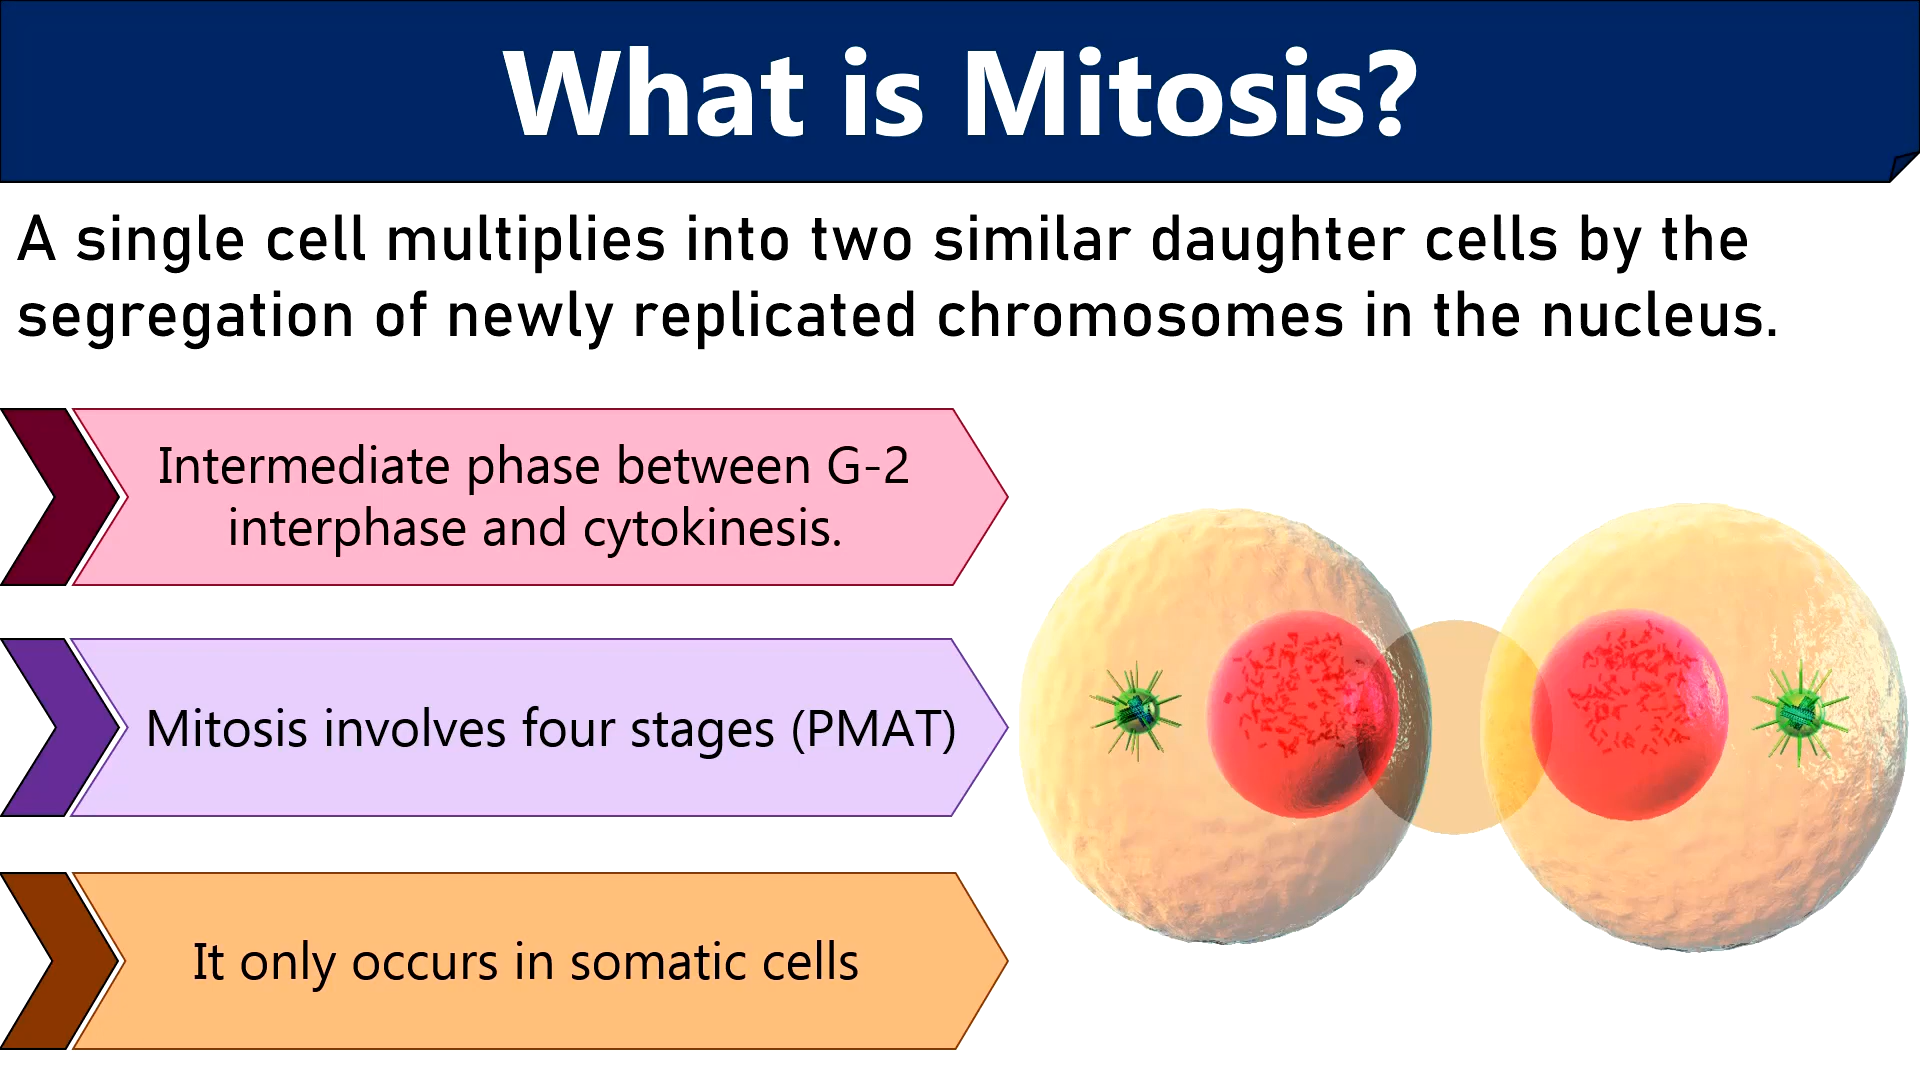 What is Mitosis?
A single cell multiplies into two similar daughter cells by the
segregation of newly replicated chromosomes in the nucleus.
Intermediate phase between G-2
interphase and cytokinesis.
Mitosis involves four stages (PMAT)
It only occurs in somatic cells